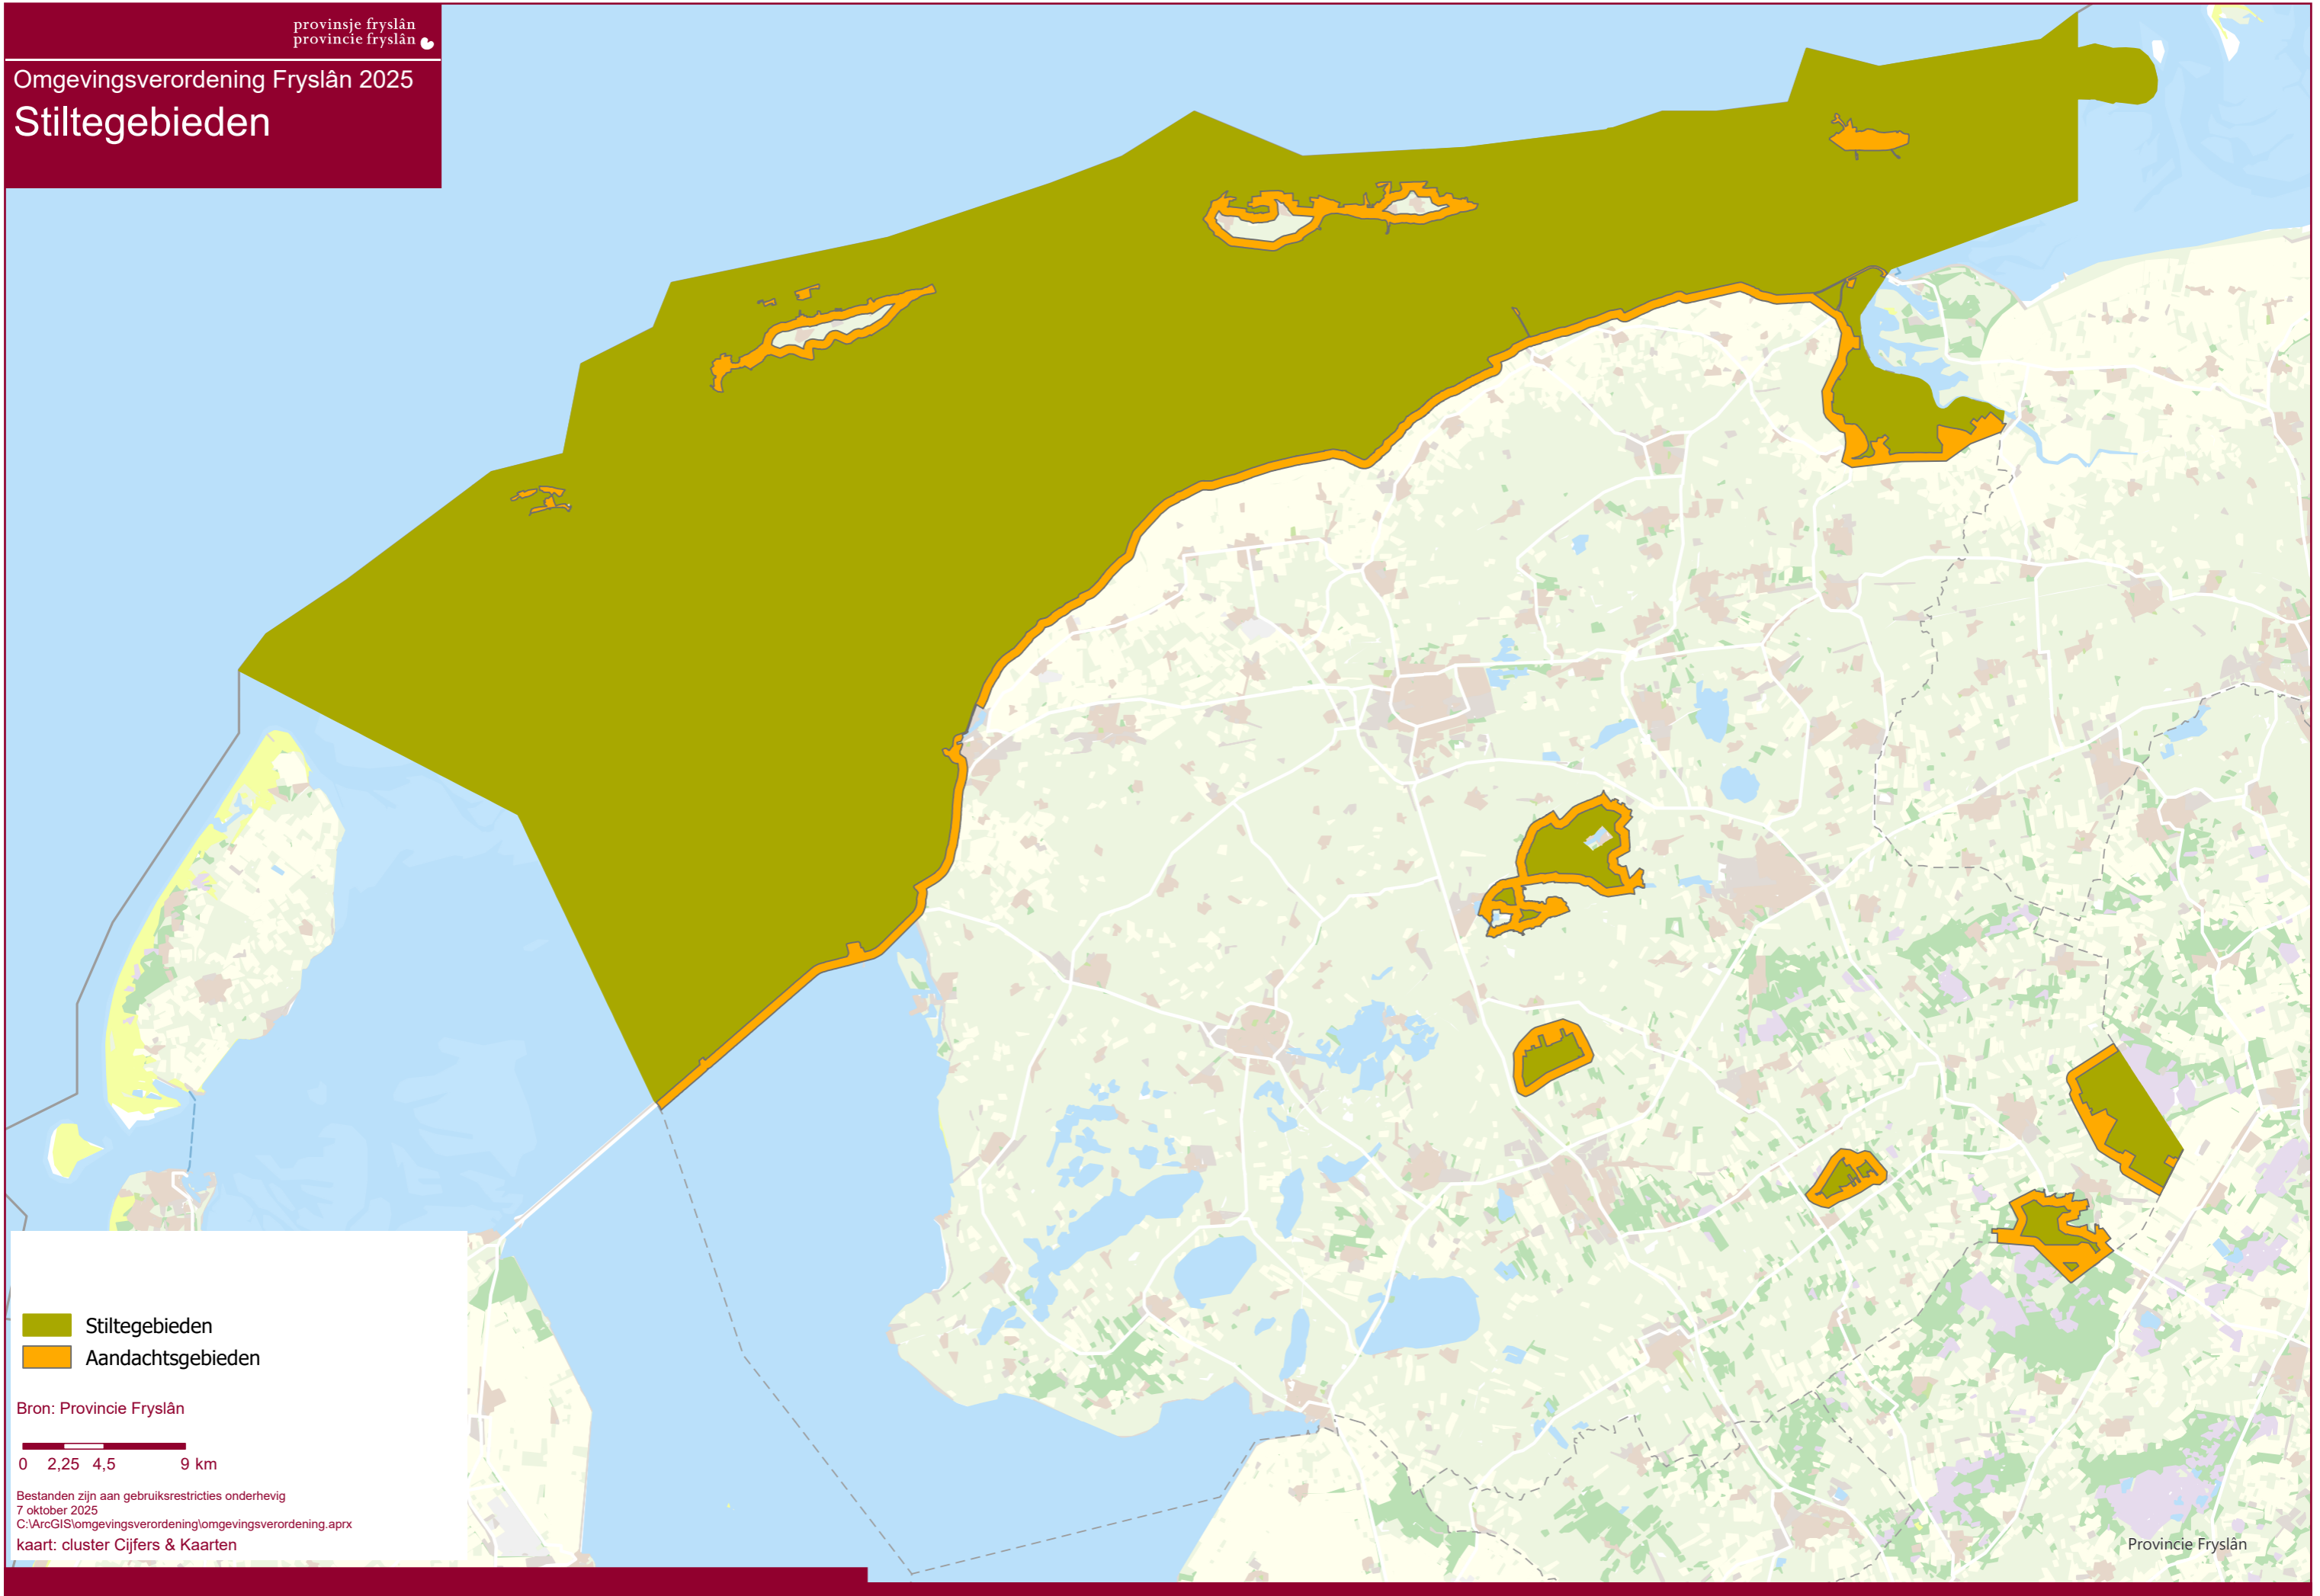 provinsje fryslân
provincie fryslân
Omgevingsverordening Fryslân 2025
Stiltegebieden
Stiltegebieden
Aandachtsgebieden
Bron: Provincie Fryslân
0 2,25 4,5 9 km
Bestanden zijn aan gebruiksrestricties onderhevig
7 oktober 2025
C:\ArcGIS\omgevingsverordening\omgevingsverordening.aprx
kaart: cluster Cijfers & Kaarten
Provincie Fryslân